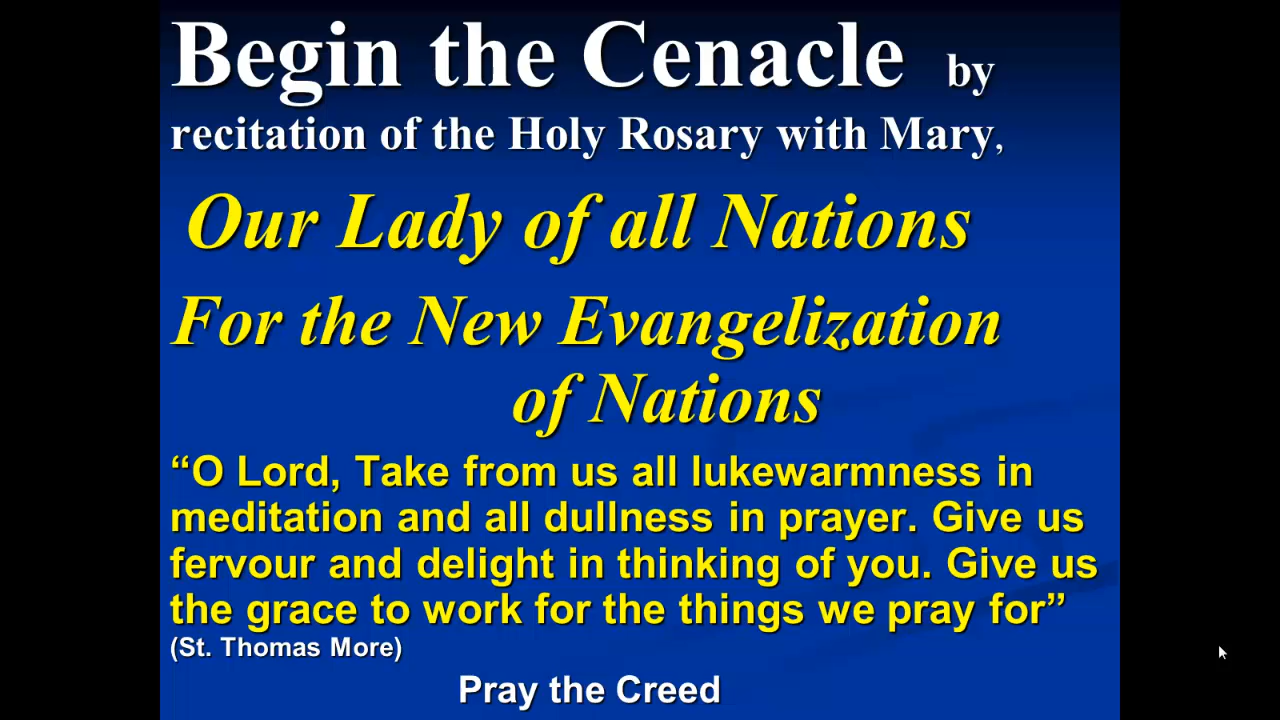 Begin the Cenacle by
recitation of the Holy Rosary with Mary,
Our Lady of all Nations
For the New Evangelization
of Nations
“O Lord, Take from us all lukewarmness in
meditation and all dullness in prayer. Give us
fervour and delight in thinking of you. Give us
the grace to work for the things we pray for”
(St. Thomas More)
Pray the Creed